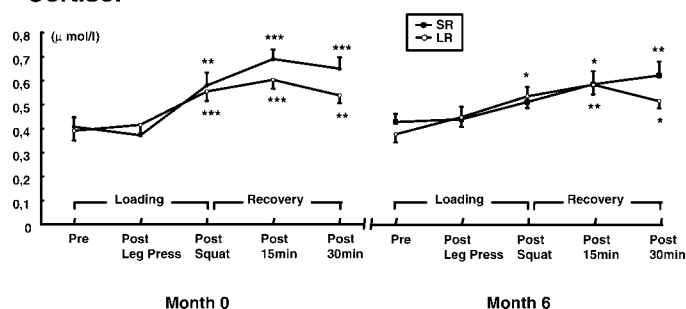 Cortisol
0,8
(μ mol/l)
0,7
0,6
0,5
0,4
0,3
0,2
0,1
0
SR
LR
** *** ***
*** *** **
* * **
** *
Loading Recovery
Loading Recovery
Pre Post Leg Press Post Squat Post 15min Post 30min
Pre Post Leg Press Post Squat Post 15min Post 30min
Month 0 Month 6